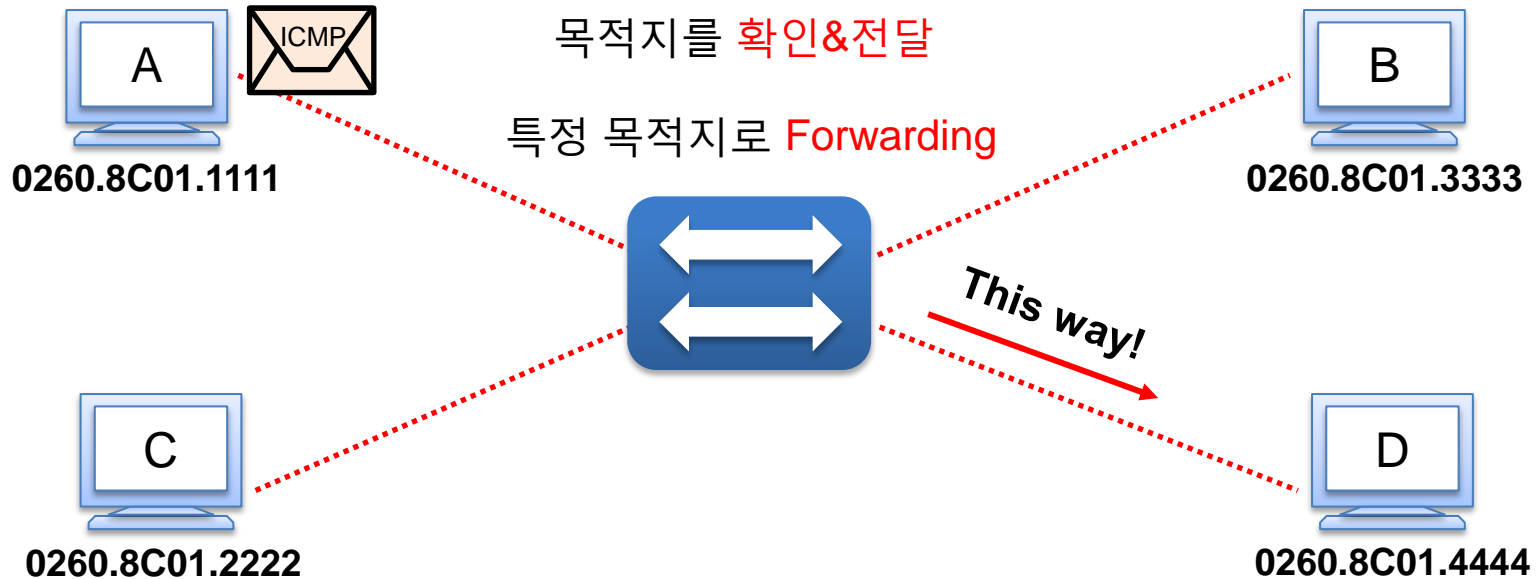 A
ICMP
목적지를 확인&전달
B
특정 목적지로 Forwarding
0260.8C01.1111
0260.8C01.3333
This way!
C
D
0260.8C01.2222
0260.8C01.4444